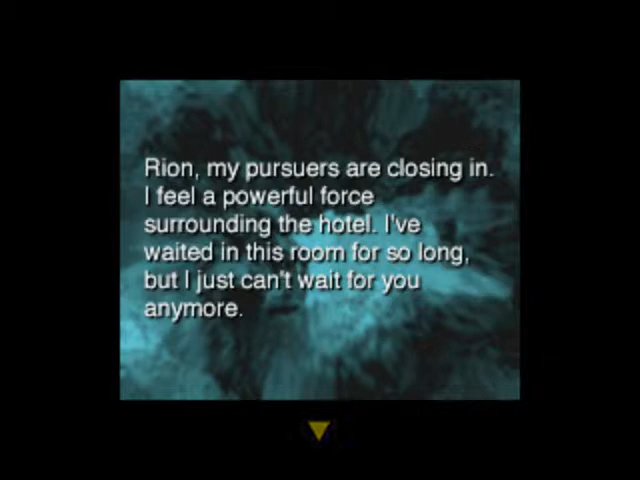 Rion, my pursuers are closing in.
I feel a powerful force
surrounding the hotel. I've
waited in this room for so long,
but I just can't wait for you
anymore.